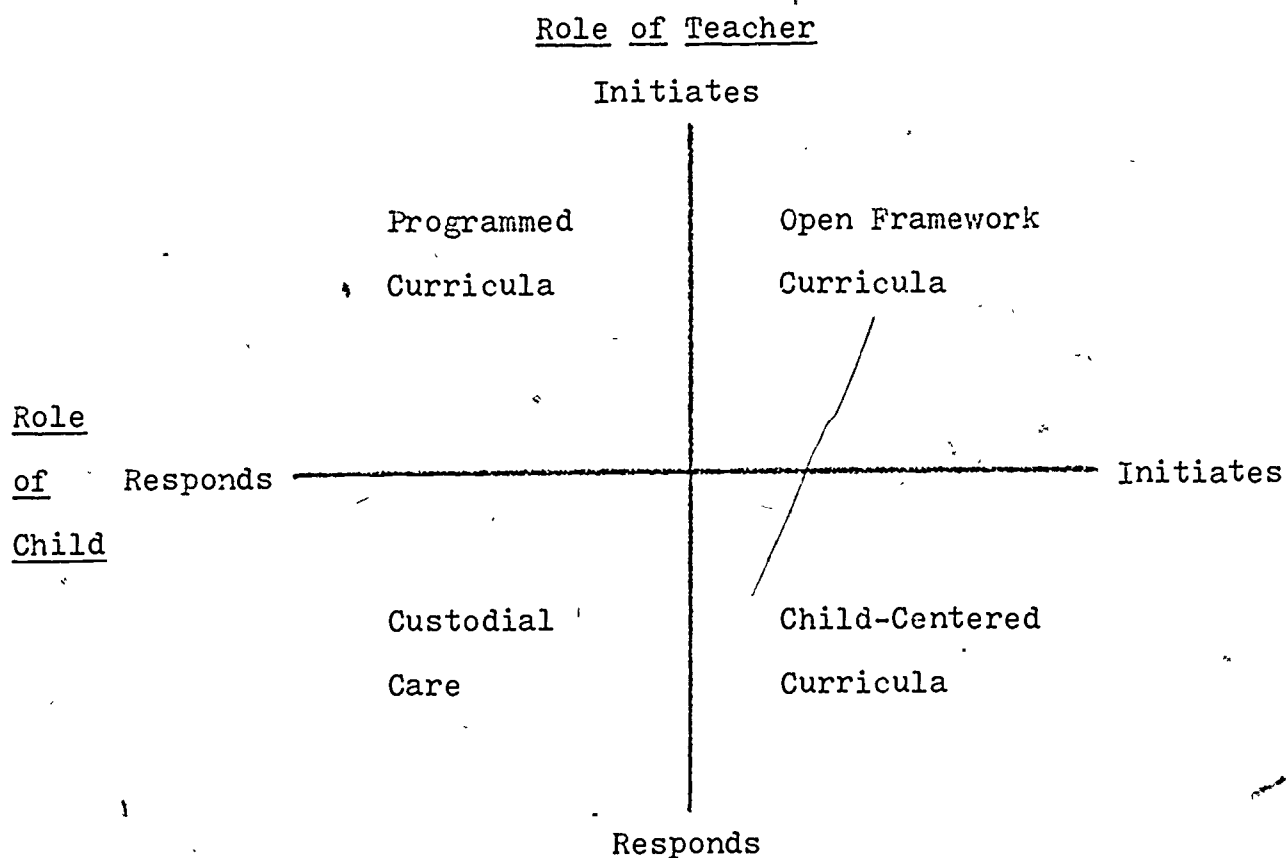 Role of Teacher
Initiates
Programmed
Curricula
Open Framework
Curricula
Role
of
Child
Responds
Initiates
Custodial
Care
Child-Centered
Curricula
Responds